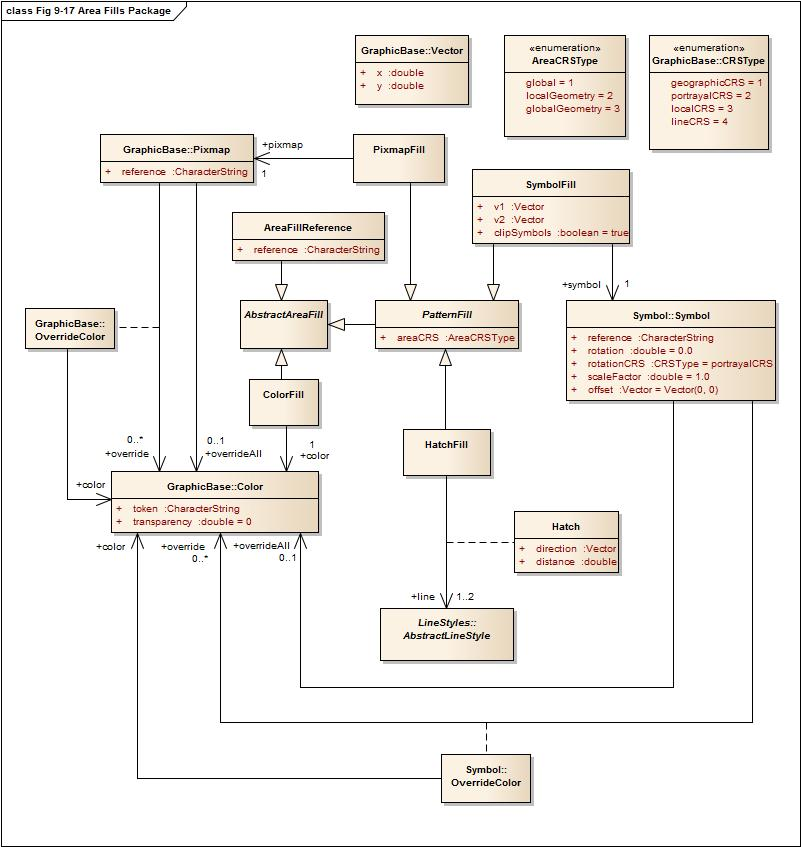 class Fig 9-17 Area Fills Package
GraphicBase::Vector
+ x :double
+ y :double
«enumeration»
AreaCRSType
global = 1
localGeometry = 2
globalGeometry = 3
«enumeration»
GraphicBase::CRSType
geographicCRS = 1
portrayalCRS = 2
localCRS = 3
lineCRS = 4
GraphicBase::Pixmap
+ reference :CharacterString
+pixmap
1
PixmapFill
SymbolFill
+ v1 :Vector
+ v2 :Vector
+ clipSymbols :boolean = true
AreaFillReference
+ reference :CharacterString
+symbol
1
GraphicBase::
OverrideColor
AbstractAreaFill
PatternFill
+ areaCRS :AreaCRSType
Symbol::Symbol
+ reference :CharacterString
+ rotation :double = 0.0
+ rotationCRS :CRSType = portrayalCRS
+ scaleFactor :double = 1.0
+ offset :Vector = Vector(0, 0)
ColorFill
0..*
+override
0..1
+overrideAll
1
+color
HatchFill
+color
GraphicBase::Color
+ token :CharacterString
+ transparency :double = 0
Hatch
+ direction :Vector
+ distance :double
+color
+override
0..*
+overrideAll
0..1
+line
1..2
LineStyles::
AbstractLineStyle
Symbol::
OverrideColor